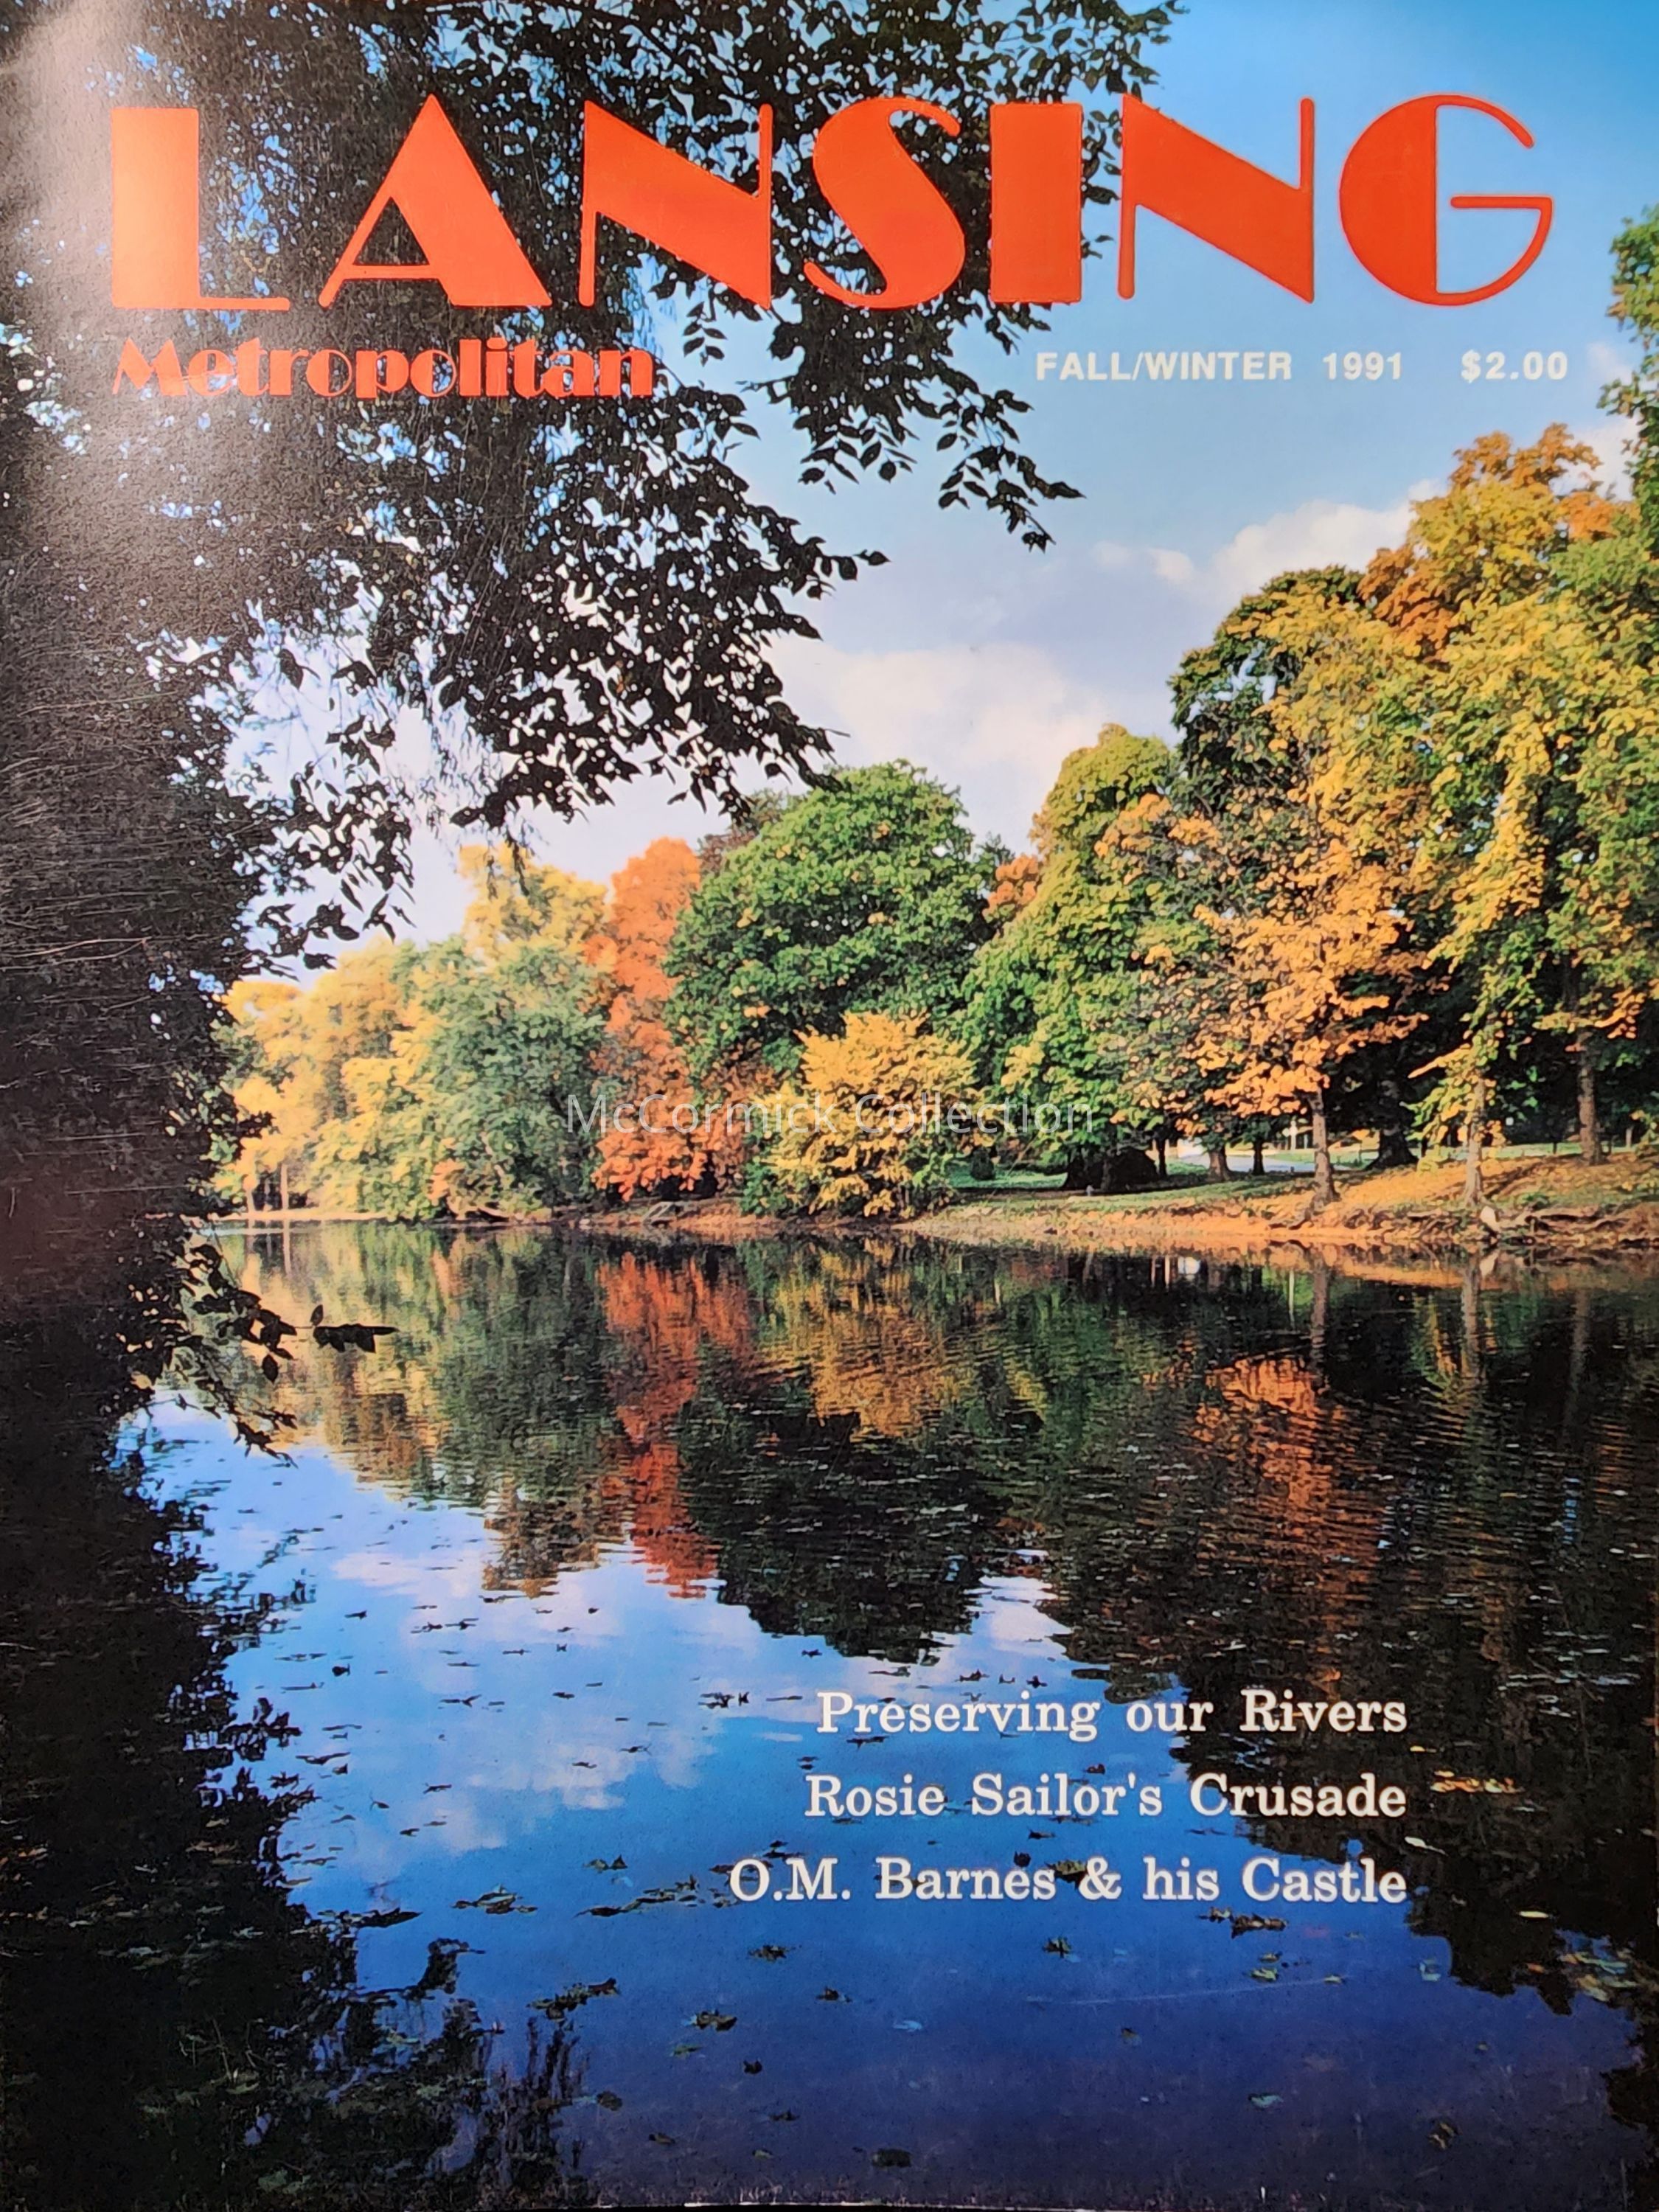 LANSING
Metropolitan
FALL/WINTER 1991 $2.00
McCormick Collection
Preserving our Rivers
Rosie Sailor's Crusade
O.M. Barnes & his Castle